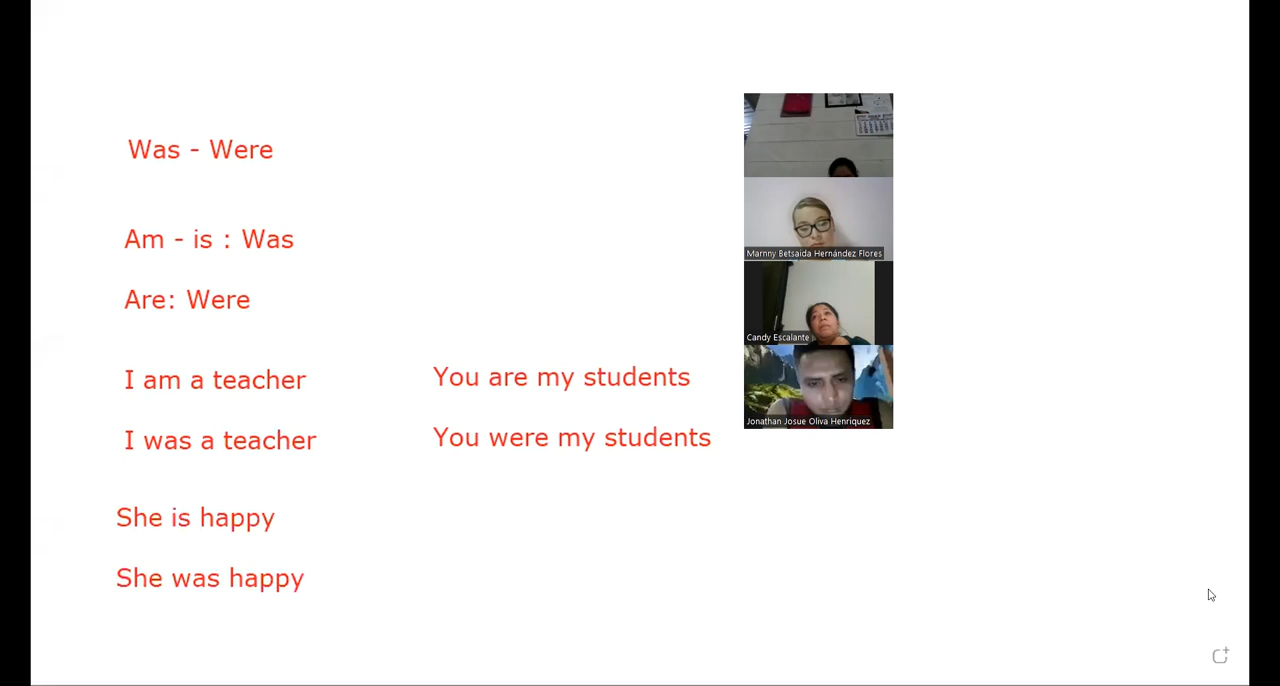 Was - Were
Am - is : Was
Are: Were
I am a teacher
I was a teacher
She is happy
She was happy
You are my students
You were my students
Marnny Betsaida Hernández Flores
Candy Escalante
Jonathan Josue Oliva Henriquez